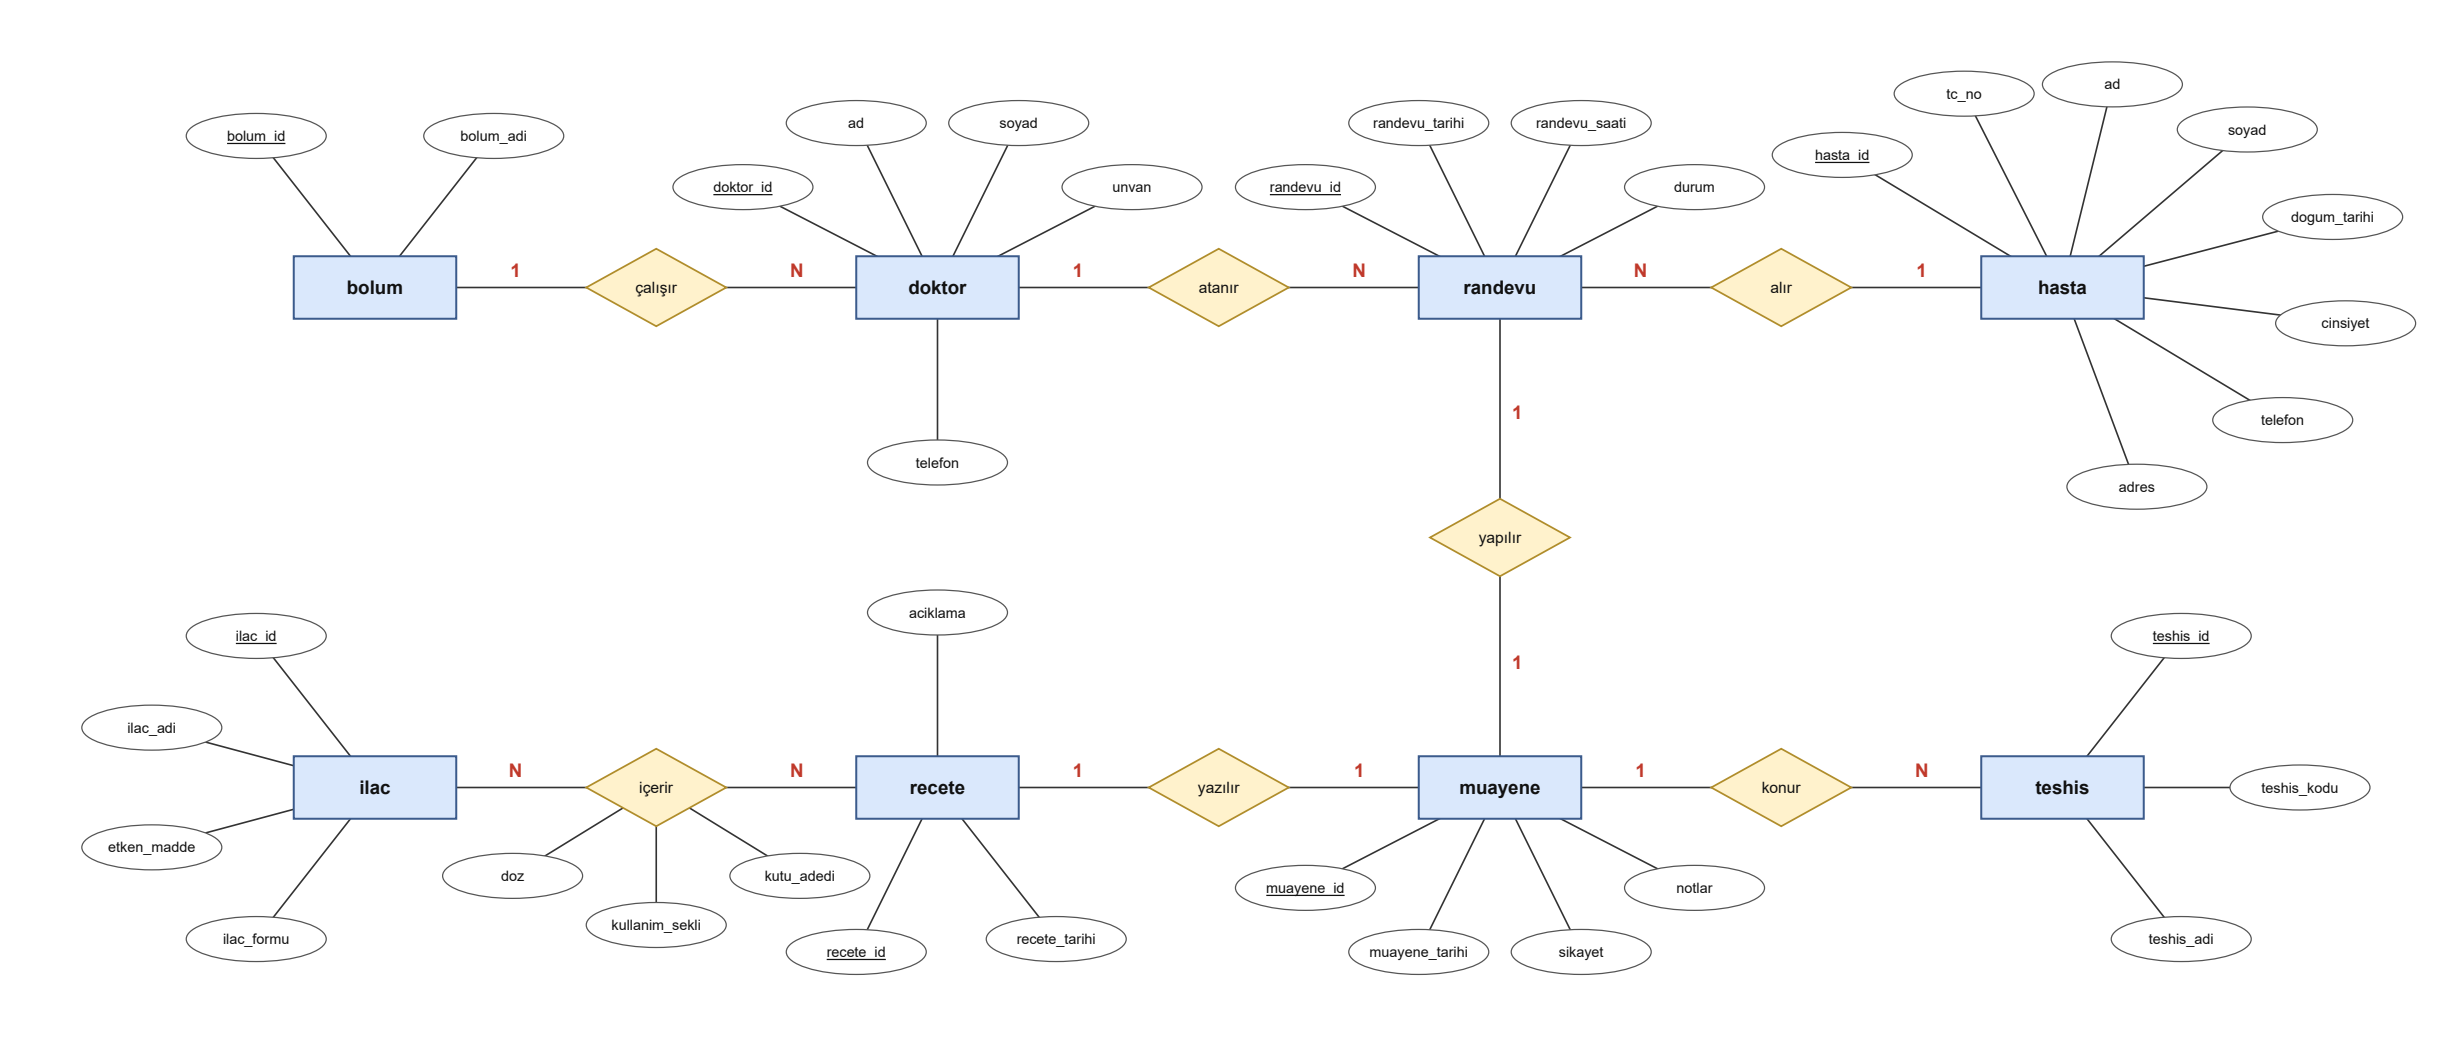 ad
tc_no
ad
soyad
randevu_tarihi
randevu_saati
soyad
bolum_id
bolum_adi
hasta_id
doktor_id
unvan
randevu_id
durum
dogum_tarihi
1
N
1
N
N
1
bolum
çalışır
doktor
atanır
randevu
alır
hasta
cinsiyet
1
telefon
telefon
adres
yapılır
aciklama
ilac_id
1
teshis_id
ilac_adi
N
N
1
1
1
N
ilac
içerir
recete
yazılır
muayene
konur
teshis
teshis_kodu
etken_madde
doz
kutu_adedi
muayene_id
notlar
kullanim_sekli
ilac_formu
recete_id
recete_tarihi
muayene_tarihi
sikayet
teshis_adi